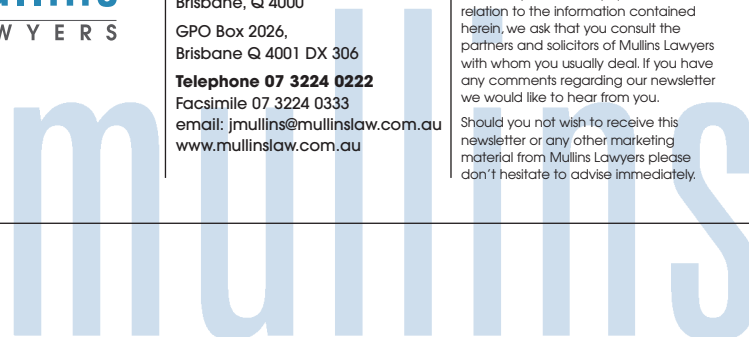 LAWYERS
Brisbane, Q 4000
GPO Box 2026,
Brisbane Q 4001 DX 306
Telephone 07 3224 0222
Facsimile 07 3224 0333
email: jmullins@mullinslaw.com.au
www.mullinslaw.com.au
relation to the information contained
herein, we ask that you consult the
partners and solicitors of Mullins Lawyers
with whom you usually deal. If you have
any comments regarding our newsletter
we would like to hear from you.
Should you not wish to receive this
newsletter or any other marketing
material from Mullins Lawyers please
don't hesitate to advise immediately.
mullins